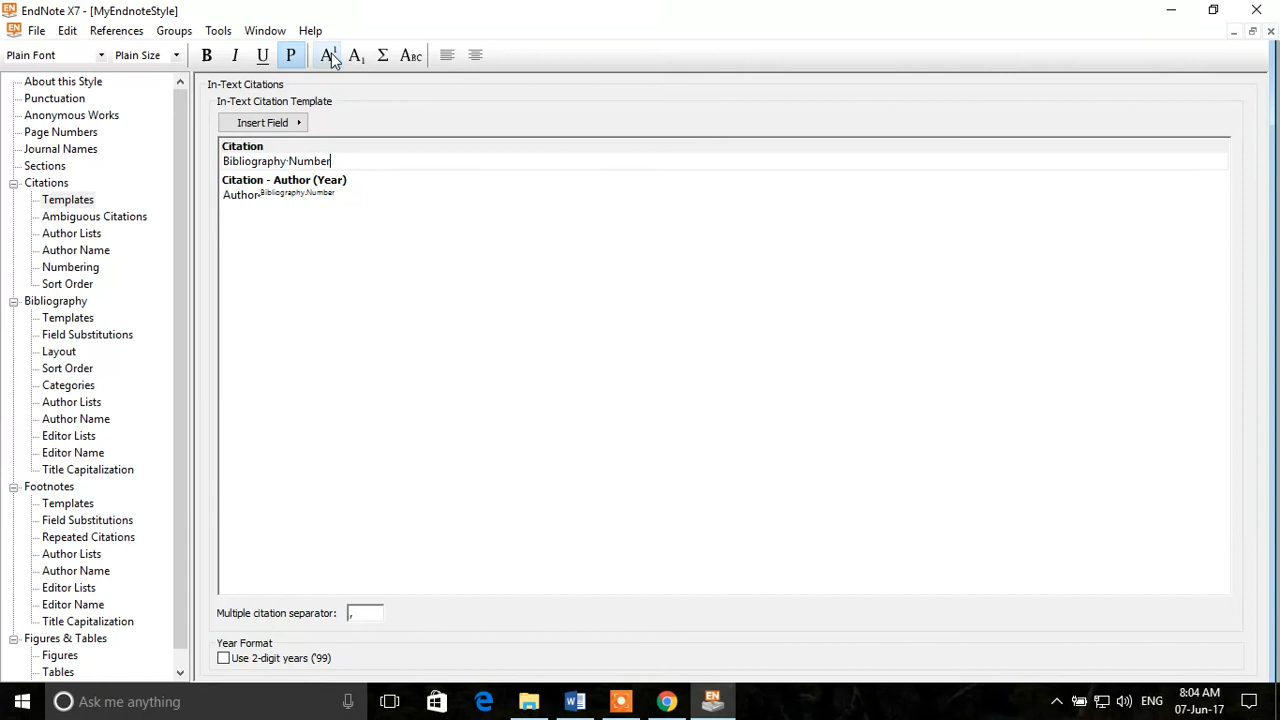 EndNote X7 - [MyEndnoteStyle]
File Edit References Groups Tools Window Help
Plain Font Plain Size B I U P A1 A1 Σ ABC
About this Style
Punctuation
Anonymous Works
Page Numbers
Journal Names
Sections
Citations
Templates
Ambiguous Citations
Author Lists
Author Name
Numbering
Sort Order
Bibliography
Templates
Field Substitutions
Layout
Sort Order
Categories
Author Lists
Author Name
Editor Lists
Editor Name
Title Capitalization
Footnotes
Templates
Field Substitutions
Repeated Citations
Author Lists
Author Name
Editor Lists
Editor Name
Title Capitalization
Figures & Tables
Figures
Tables
In-Text Citations
In-Text Citation Template
Insert Field
Citation
Bibliography·Number
Citation - Author (Year)
Author·Bibliography·Number
Multiple citation separator: ,
Year Format
Use 2-digit years ('99)
Ask me anything
ENG
8:04 AM
07-Jun-17